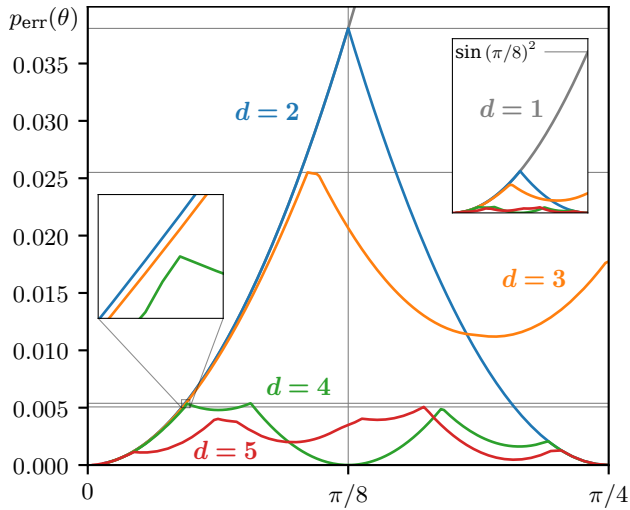 p_err(θ)
0.035
0.030
0.025
0.020
0.015
0.010
0.005
0.000
0
π/8
π/4
d = 2
d = 1
d = 3
d = 4
d = 5
sin (π/8)²